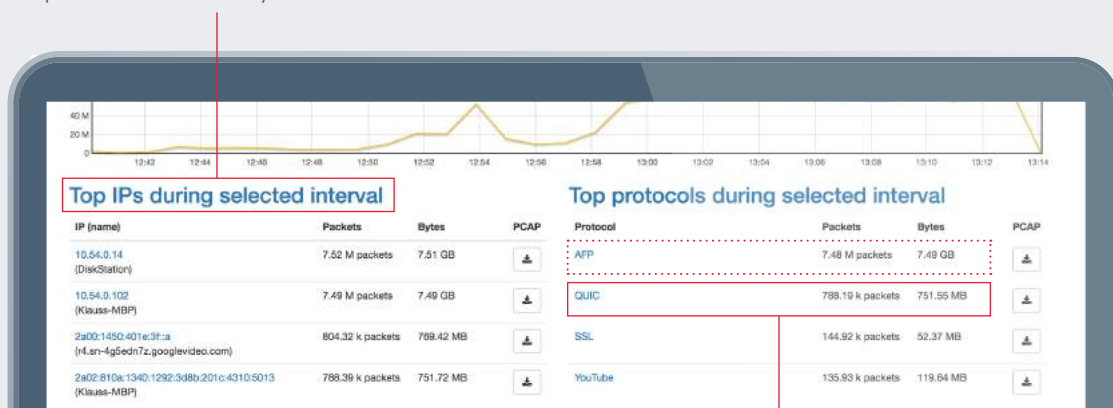 40 M
20 M
0
12:42 12:44 12:48 12:48 12:50 12:52 12:54 12:56 12:58 13:00 13:02 13:04 13:06 13:08 13:10 13:12 13:14
Top IPs during selected interval
IP (name) Packets Bytes PCAP
10.54.0.14 7.52 M packets 7.51 GB
(DiskStation)
10.54.0.102 7.49 M packets 7.49 GB
(Klauss-MBP)
2a00:1450:401e:3f::a 804.32 k packets 769.42 MB
(r4.sn-4g5edn7z.googlevideo.com)
2a02:810a:1340:1292:3d8b:201c:4310:5013 788.39 k packets 751.72 MB
(Klauss-MBP)
Top protocols during selected interval
Protocol Packets Bytes PCAP
AFP 7.48 M packets 7.49 GB
QUIC 788.19 k packets 751.55 MB
SSL 144.92 k packets 52.37 MB
YouTube 135.93 k packets 119.64 MB